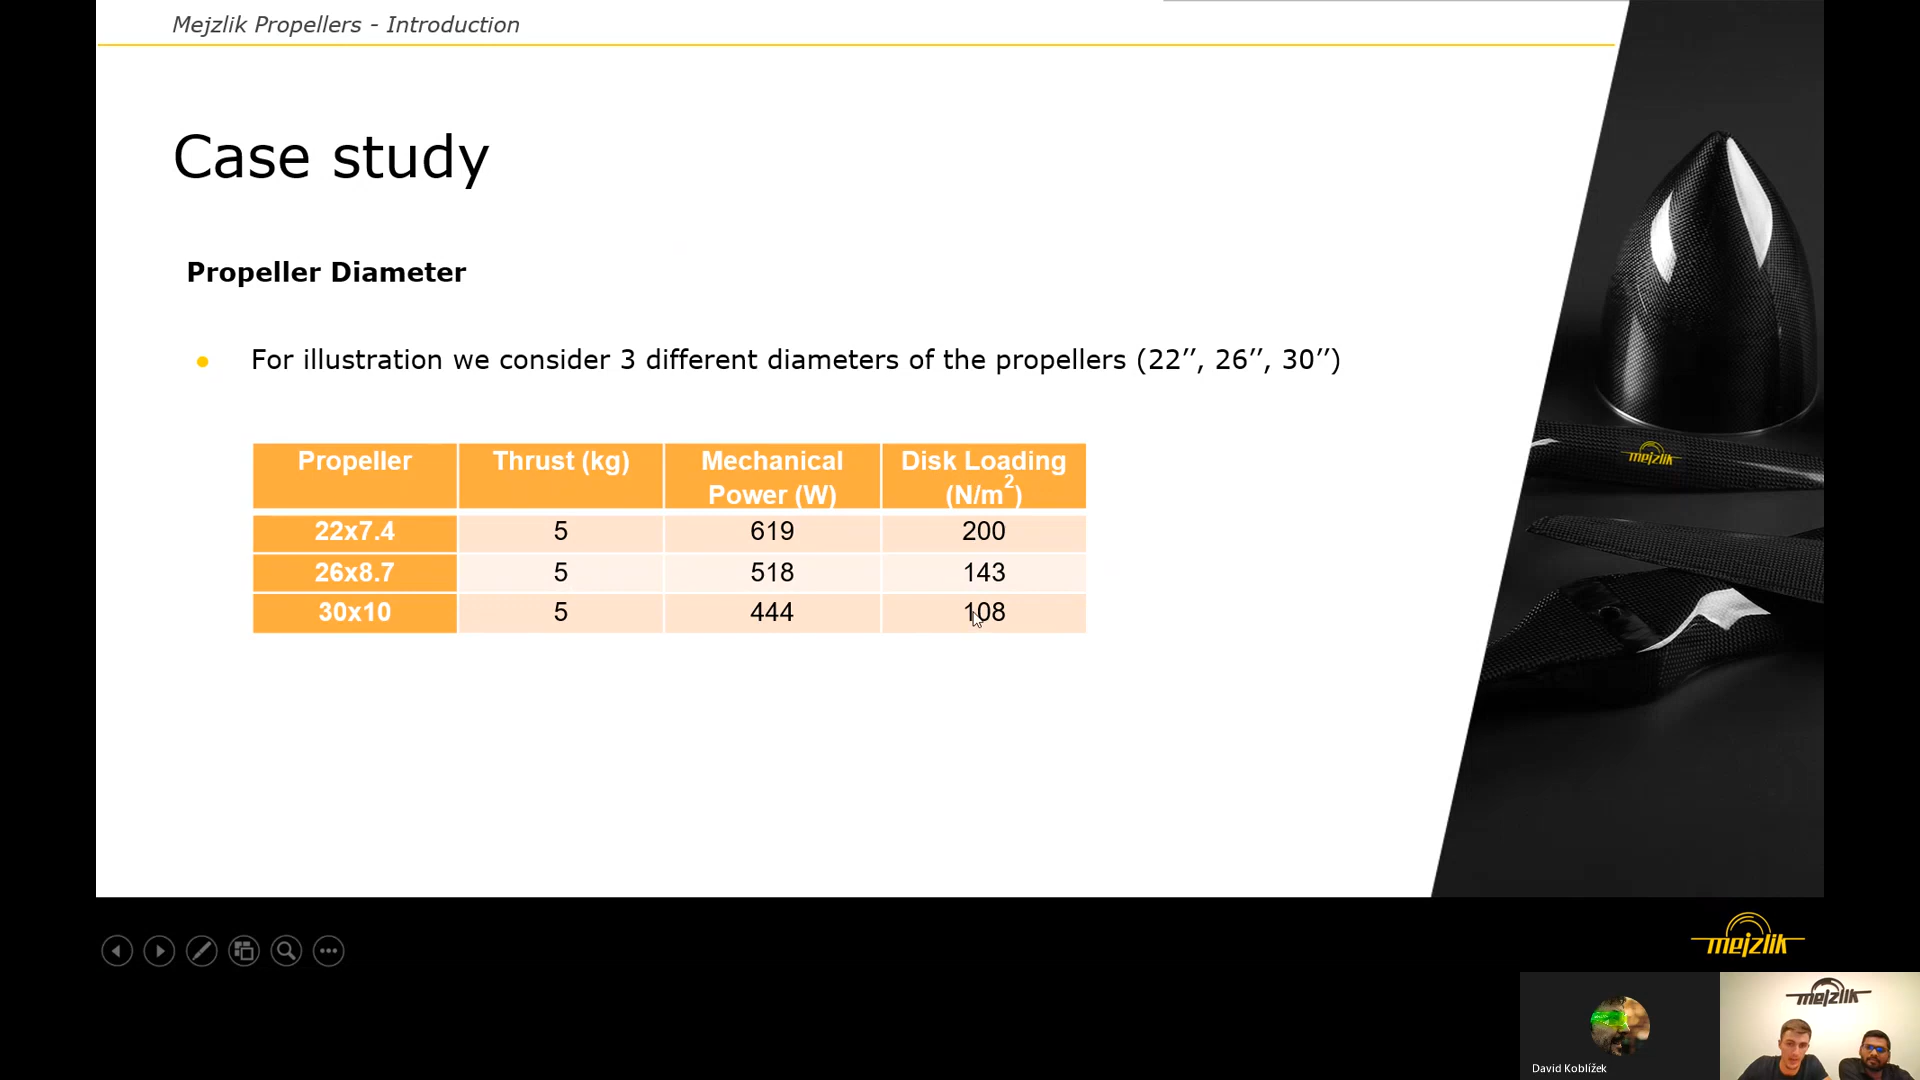 Mejzlik Propellers - Introduction
Case study
Propeller Diameter
For illustration we consider 3 different diameters of the propellers (22’’, 26’’, 30’’)
Propeller Thrust (kg) Mechanical Power (W) Disk Loading (N/m²)
22x7.4 5 619 200
26x8.7 5 518 143
30x10 5 444 108
mejzlik
mejzlik
mejzlik
David Koblížek